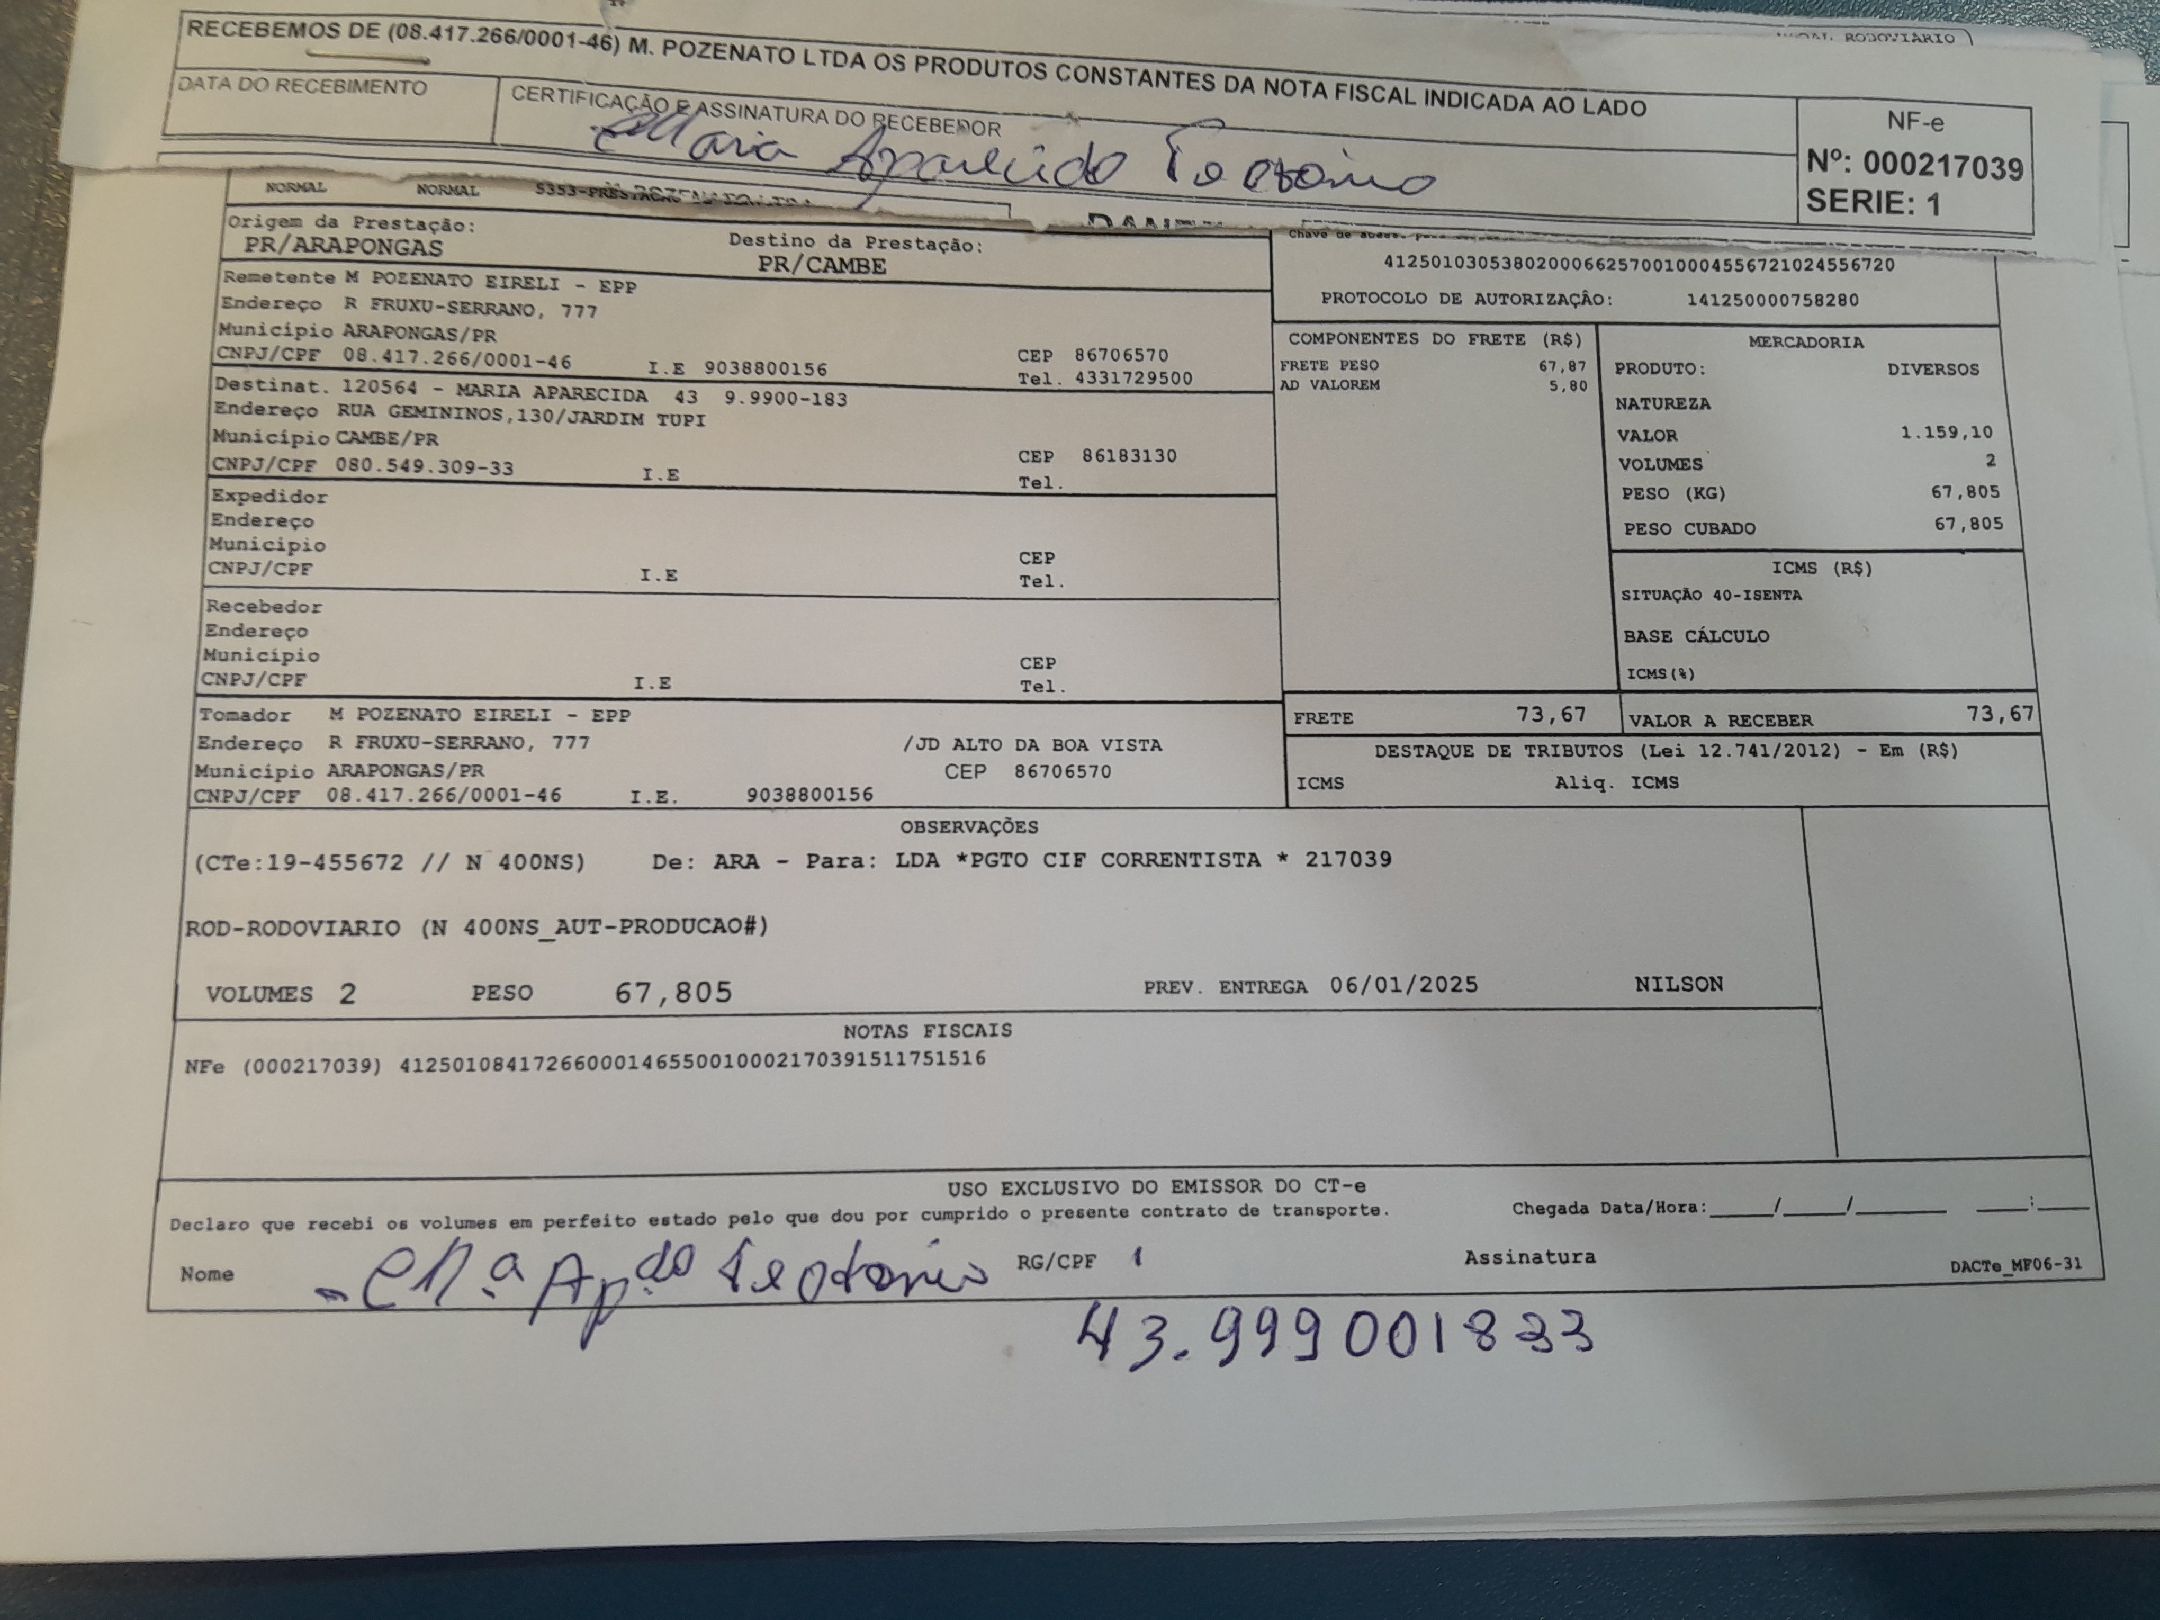 RODOVIARIO
RECEBEMOS DE (08.417.266/0001-46) M. POZENATO LTDA OS PRODUTOS CONSTANTES DA NOTA FISCAL INDICADA AO LADO
DATA DO RECEBIMENTO
CERTIFICAÇÃO E ASSINATURA DO RECEBEDOR
Maria Aparecida Teotonio
NF-e
Nº: 000217039
SERIE: 1
NORMAL NORMAL
Origem da Prestação:
PR/ARAPONGAS
Destino da Prestação:
PR/CAMBE
Remetente M POZENATO EIRELI - EPP
Endereço R FRUXU-SERRANO, 777
Município ARAPONGAS/PR
CNPJ/CPF 08.417.266/0001-46 I.E 9038800156
CEP 86706570
Tel. 4331729500
Destinat. 120564 - MARIA APARECIDA 43 9.9900-183
Endereço RUA GEMININOS,130/JARDIM TUPI
Município CAMBE/PR
CNPJ/CPF 080.549.309-33 I.E
CEP 86183130
Tel.
Expedidor
Endereço
Município
CNPJ/CPF I.E
CEP
Tel.
Recebedor
Endereço
Município
CNPJ/CPF I.E
CEP
Tel.
Tomador M POZENATO EIRELI - EPP
Endereço R FRUXU-SERRANO, 777 /JD ALTO DA BOA VISTA
Município ARAPONGAS/PR CEP 86706570
CNPJ/CPF 08.417.266/0001-46 I.E. 9038800156
41250103053802000662570010004556721024556720
PROTOCOLO DE AUTORIZAÇÃO: 141250000758280
COMPONENTES DO FRETE (R$)
FRETE PESO 67,87
AD VALOREM 5,80
MERCADORIA
PRODUTO: DIVERSOS
NATUREZA
VALOR 1.159,10
VOLUMES 2
PESO (KG) 67,805
PESO CUBADO 67,805
ICMS (R$)
SITUAÇÃO 40-ISENTA
BASE CÁLCULO
ICMS(%)
FRETE 73,67
VALOR A RECEBER 73,67
DESTAQUE DE TRIBUTOS (Lei 12.741/2012) - Em (R$)
ICMS Aliq. ICMS
OBSERVAÇÕES
(CTe:19-455672 // N 400NS) De: ARA - Para: LDA *PGTO CIF CORRENTISTA * 217039
ROD-RODOVIARIO (N 400NS_AUT-PRODUCAO#)
VOLUMES 2 PESO 67,805 PREV. ENTREGA 06/01/2025 NILSON
NOTAS FISCAIS
NFe (000217039) 41250108417266000146550010002170391511751516
USO EXCLUSIVO DO EMISSOR DO CT-e
Declaro que recebi os volumes em perfeito estado pelo que dou por cumprido o presente contrato de transporte.
Chegada Data/Hora:_____/_____/_______ ____:____
Nome Mª Apda Teotonio RG/CPF Assinatura
DACTe_MF06-31
43.999001833